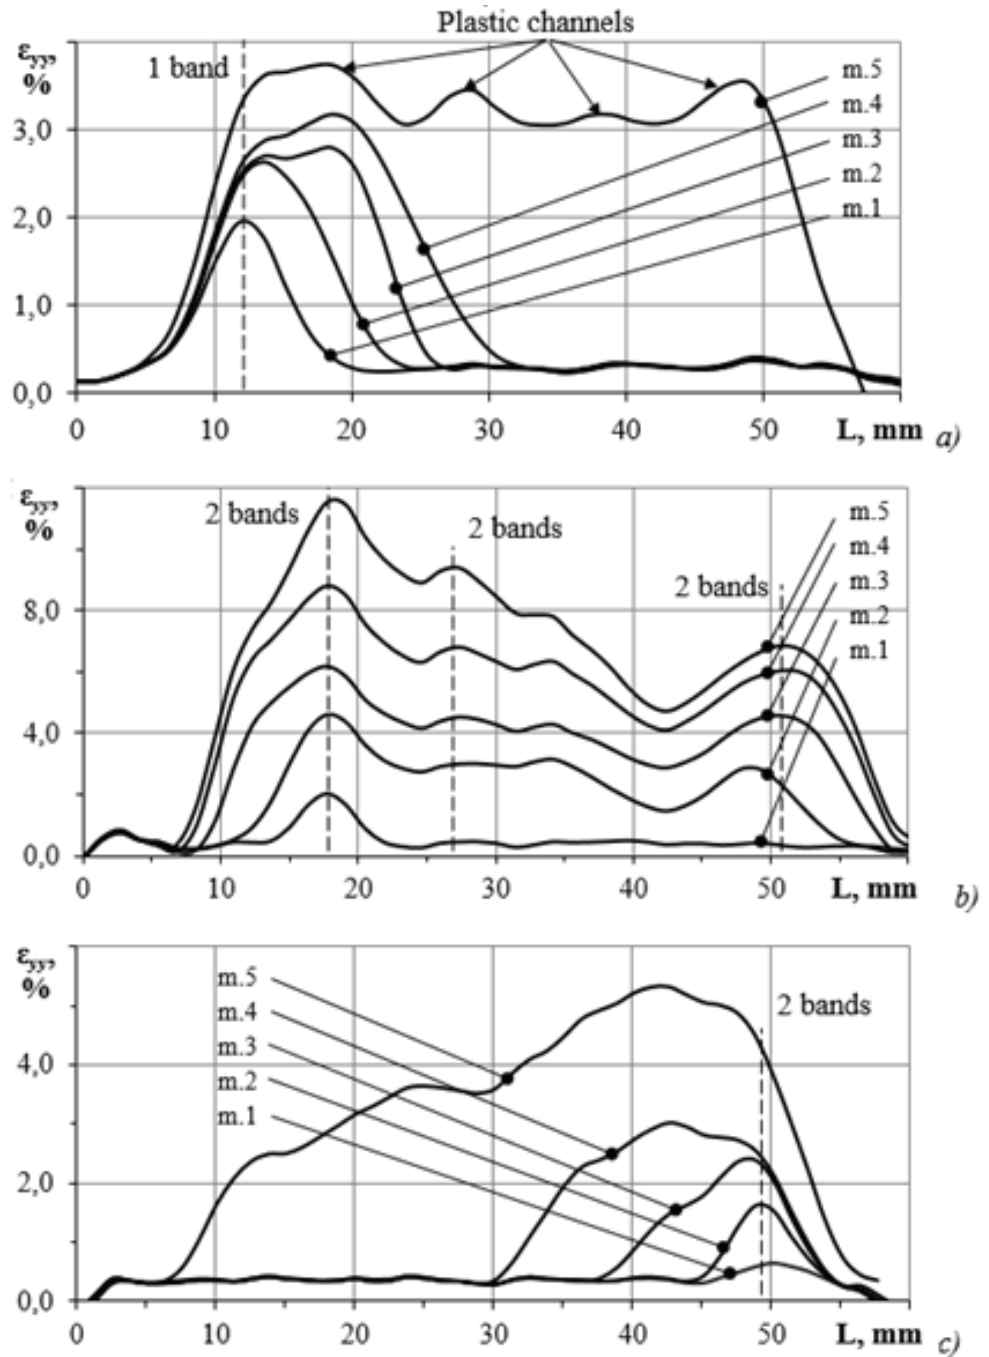 Plastic channels
εyy,
%
1 band
m.5
m.4
m.3
m.2
m.1
3,0
2,0
1,0
0,0
0 10 20 30 40 50 L, mm a)
εyy,
%
2 bands
2 bands
2 bands
m.5
m.4
m.3
m.2
m.1
8,0
4,0
0,0
0 10 20 30 40 50 L, mm b)
εyy,
%
m.5
m.4
m.3
m.2
m.1
2 bands
4,0
2,0
0,0
0 10 20 30 40 50 L, mm c)